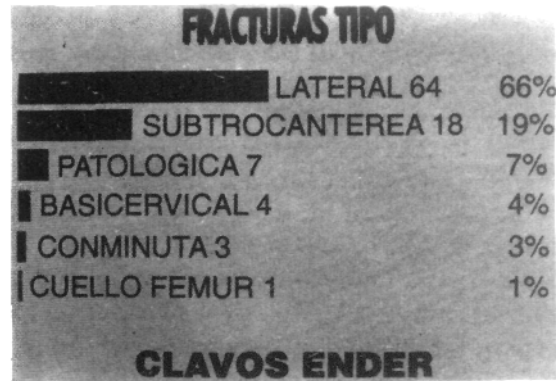 FRACTURAS TIPO
LATERAL 64 66%
SUBTROCANTEREA 18 19%
PATOLOGICA 7 7%
BASICERVICAL 4 4%
CONMINUTA 3 3%
CUELLO FEMUR 1 1%
CLAVOS ENDER